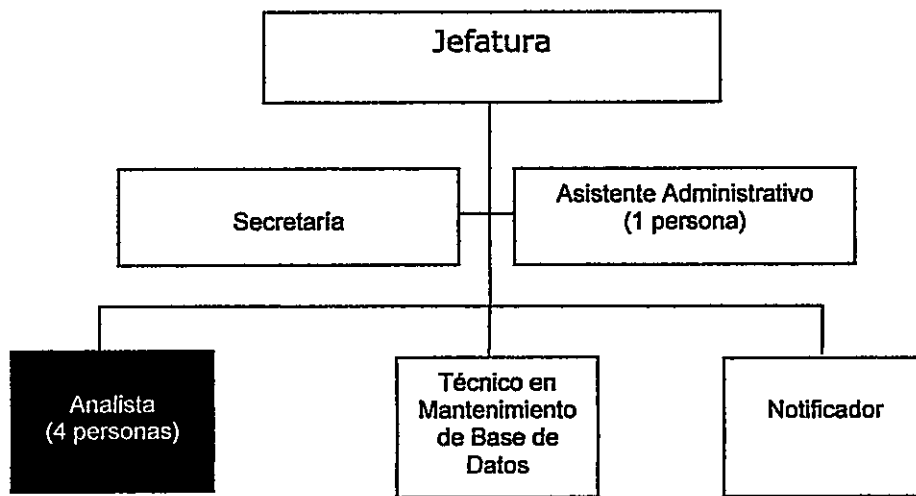 Jefatura
Secretaría
Asistente Administrativo
(1 persona)
Analista
(4 personas)
Técnico en
Mantenimiento
de Base de
Datos
Notificador